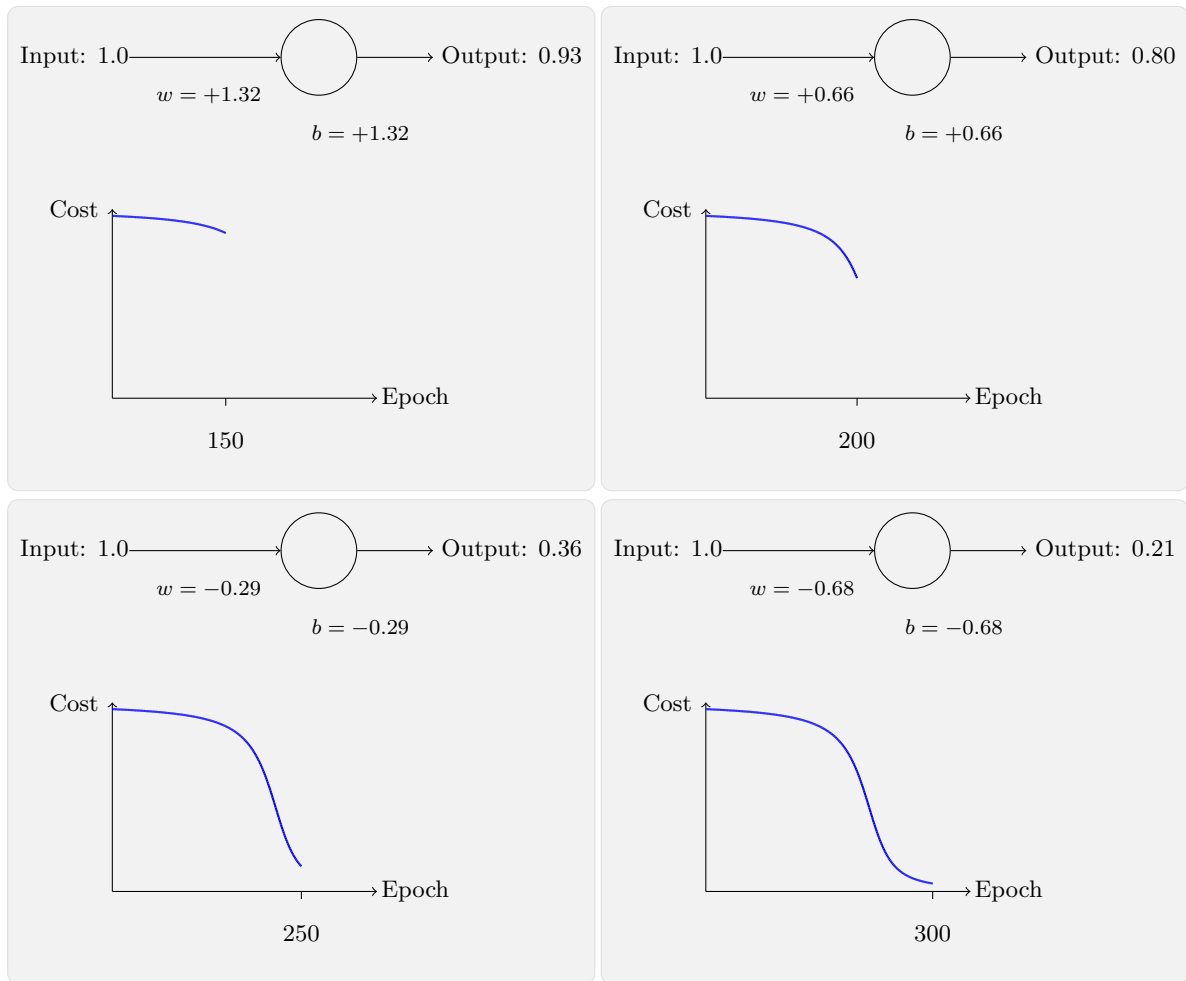 Input: 1.0
Output: 0.93
w = +1.32
b = +1.32
Cost
Epoch
150
Input: 1.0
Output: 0.80
w = +0.66
b = +0.66
Cost
Epoch
200
Input: 1.0
Output: 0.36
w = −0.29
b = −0.29
Cost
Epoch
250
Input: 1.0
Output: 0.21
w = −0.68
b = −0.68
Cost
Epoch
300